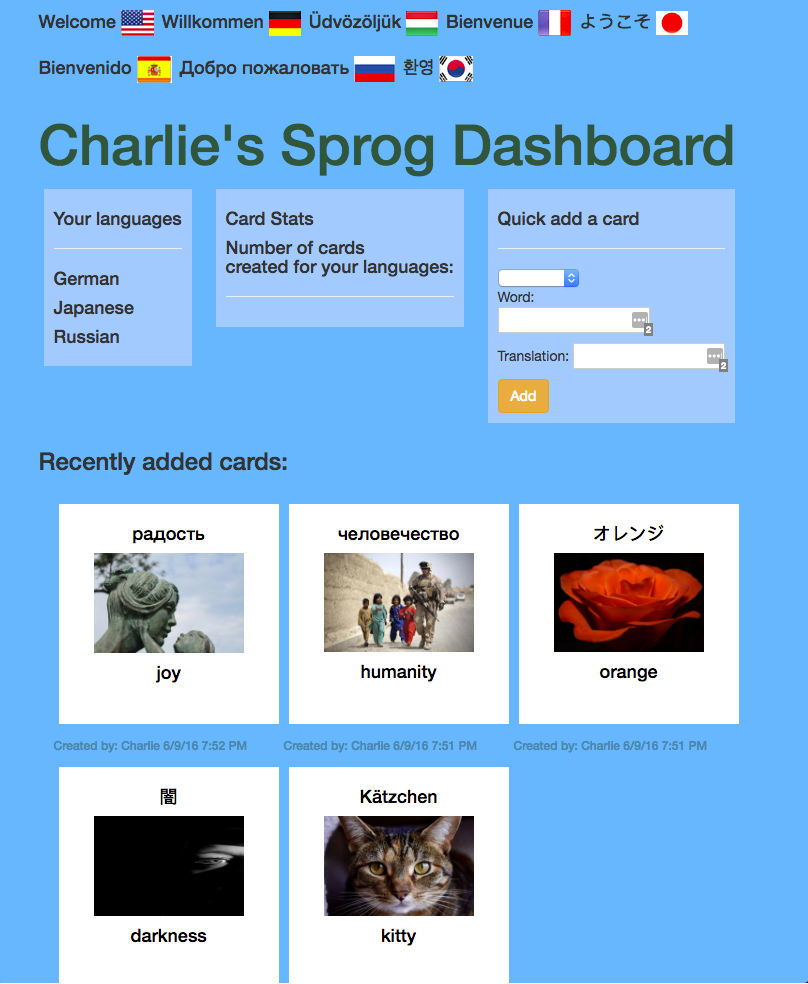 Welcome Willkommen Üdvözöljük Bienvenue ようこそ
Bienvenido Добро пожаловать 환영
Charlie's Sprog Dashboard
Your languages
German
Japanese
Russian
Card Stats
Number of cards
created for your languages:
Quick add a card
Word:
2
Translation:
2
Add
Recently added cards:
радость
joy
Created by: Charlie 6/9/16 7:52 PM
человечество
humanity
Created by: Charlie 6/9/16 7:51 PM
オレンジ
orange
Created by: Charlie 6/9/16 7:51 PM
闇
darkness
Kätzchen
kitty